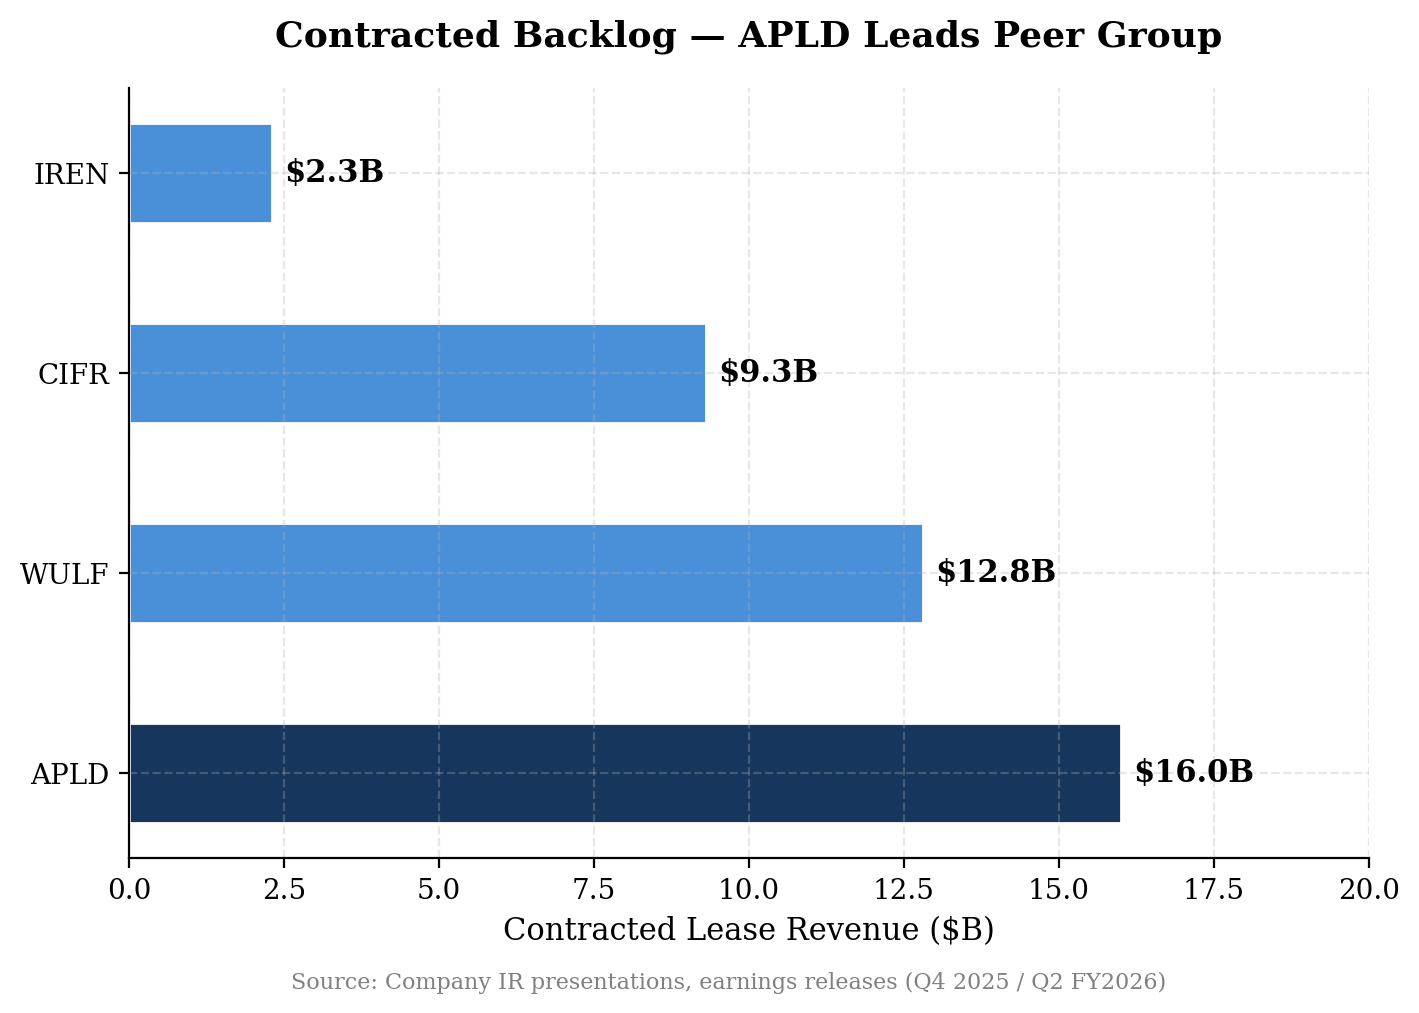 Contracted Backlog — APLD Leads Peer Group
IREN
$2.3B
CIFR
$9.3B
WULF
$12.8B
APLD
$16.0B
0.0 2.5 5.0 7.5 10.0 12.5 15.0 17.5 20.0
Contracted Lease Revenue ($B)
Source: Company IR presentations, earnings releases (Q4 2025 / Q2 FY2026)